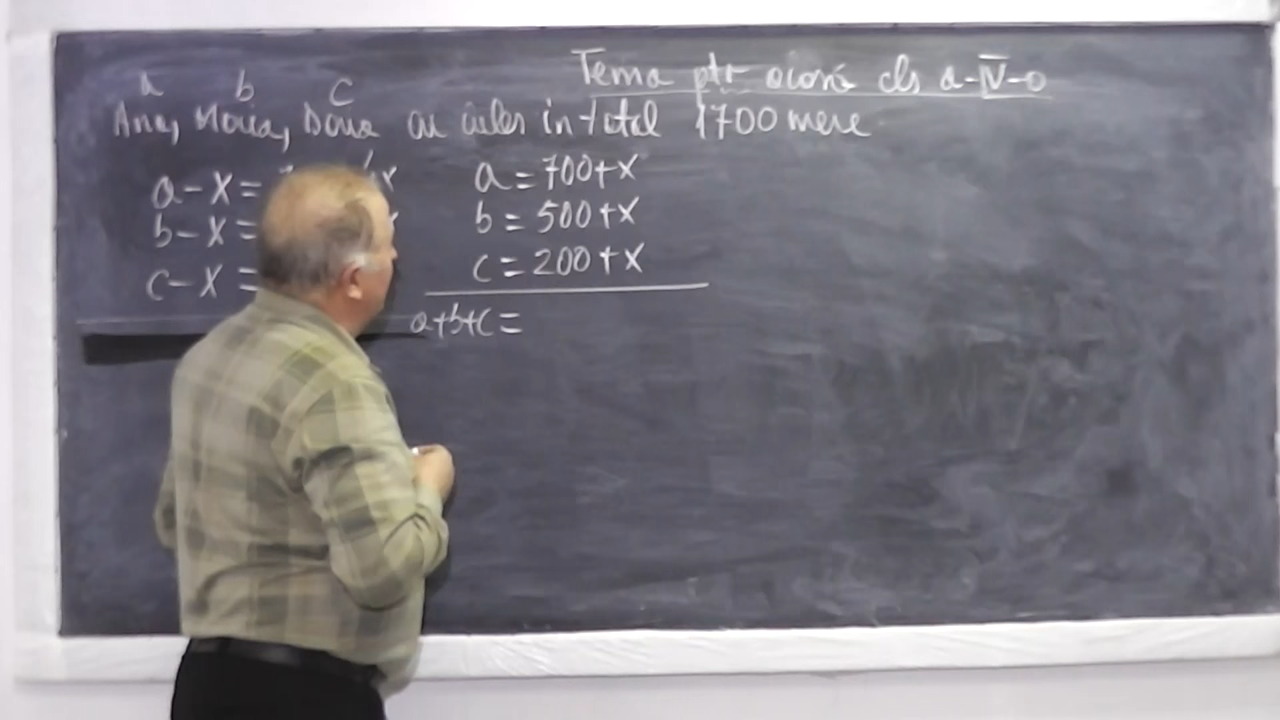 Tema ptr acasă cls a-IV-a
a b c
Ana, Maria, Dana au cules in total 1700 mere
a-x= a=700+x
b-x= b=500+x
c-x= c=200+x
a+b+c=